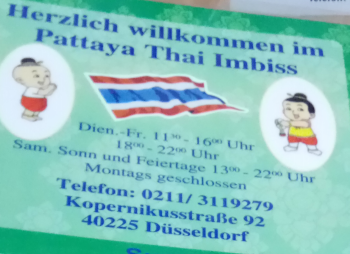 Herzlich willkommen im
Pattaya Thai Imbiss
Dien.-Fr. 11³⁰ - 16⁰⁰ Uhr
18⁰⁰ - 22⁰⁰ Uhr
Sam. Sonn und Feiertage 13⁰⁰ - 22⁰⁰ Uhr
Montags geschlossen
Telefon: 0211/ 3119279
Kopernikusstraße 92
40225 Düsseldorf